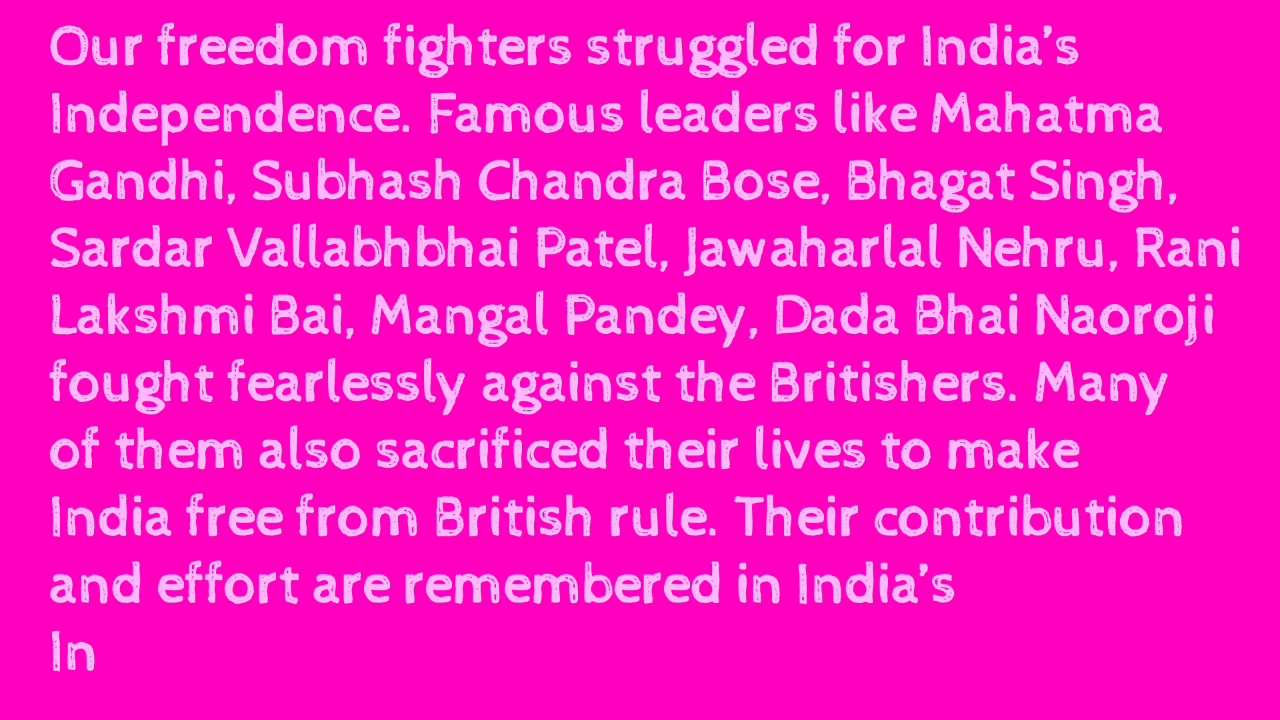 Our freedom fighters struggled for India’s
Independence. Famous leaders like Mahatma
Gandhi, Subhash Chandra Bose, Bhagat Singh,
Sardar Vallabhbhai Patel, Jawaharlal Nehru, Rani
Lakshmi Bai, Mangal Pandey, Dada Bhai Naoroji
fought fearlessly against the Britishers. Many
of them also sacrificed their lives to make
India free from British rule. Their contribution
and effort are remembered in India’s
In